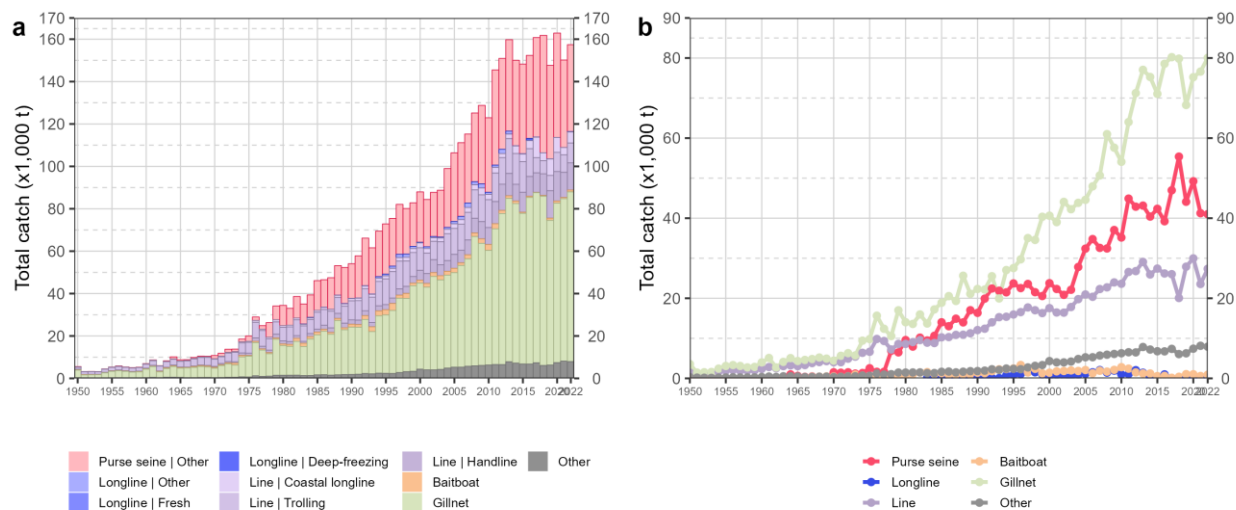 a
Total catch (x1,000 t)
170
160
140
120
100
80
60
40
20
0
170
160
140
120
100
80
60
40
20
0
1950 1955 1960 1965 1970 1975 1980 1985 1990 1995 2000 2005 2010 2015 2020 2022
Purse seine | Other
Longline | Other
Longline | Fresh
Longline | Deep-freezing
Line | Coastal longline
Line | Trolling
Line | Handline
Baitboat
Gillnet
Other
b
Total catch (x1,000 t)
90
80
60
40
20
0
90
80
60
40
20
0
1950 1955 1960 1965 1970 1975 1980 1985 1990 1995 2000 2005 2010 2015 2020 2022
Purse seine
Longline
Line
Baitboat
Gillnet
Other